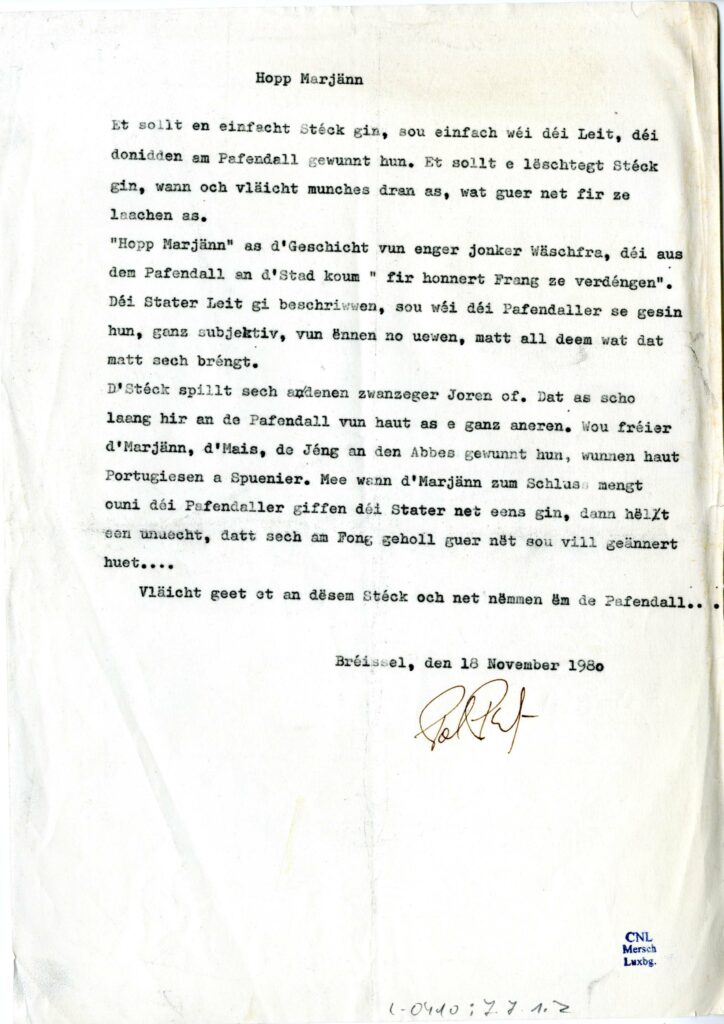 Hopp Marjänn
Et sollt en einfacht Stéck gin, sou einfach wéi déi Leit, déi
donidden am Pafendall gewunnt hun. Et sollt e lëschtegt Stéck
gin, wann och vläicht munches dran as, wat guer net fir ze
laachen as.
"Hopp Marjänn" as d'Geschicht vun enger jonker Wäschfra, déi aus
dem Pafendall an d'Stad koum " fir honnert Frang ze verdéngen".
Déi Stater Leit gi beschriwwen, sou wéi déi Pafendaller se gesin
hun, ganz subjektiv, vun ënnen no uewen, matt all deem wat dat
matt sech bréngt.
D'Stéck spillt sech an denen zwanzeger Joren of. Dat as scho
laang hir an de Pafendall vun haut as e ganz aneren. Wou fréier
d'Marjänn, d'Mais, de Jéng an den Abbes gewunnt hun, wunnen haut
Portugiesen a Spuenier. Mee wann d'Marjänn zum Schluss mengt
ouni déi Pafendaller giffen déi Stater net eens gin, dann hëlt
een unuecht, datt sech am Fong geholl guer nët sou vill geännert
huet....
Vläicht geet et an dësem Stéck och net nëmmen ëm de Pafendall...
Bréissel, den 18 November 1980
CNL
Mersch
Luxbg.
L-0410; 7.7.1.2